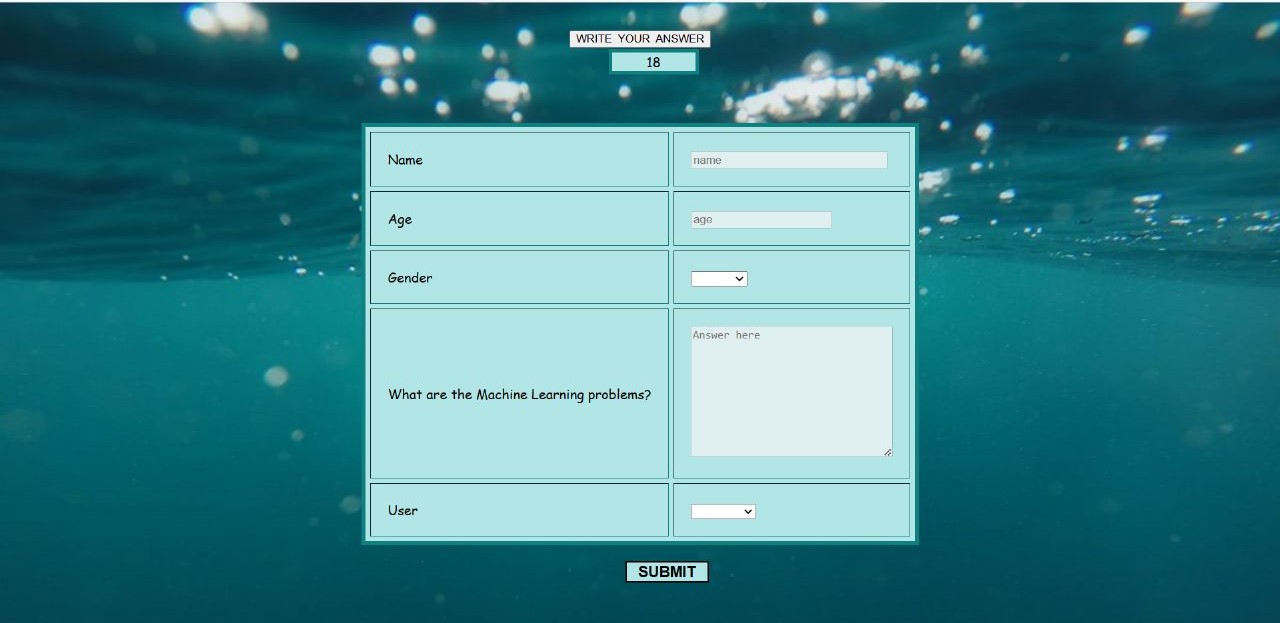 WRITE YOUR ANSWER
18
Name
name
Age
age
Gender
What are the Machine Learning problems?
Answer here
User
SUBMIT